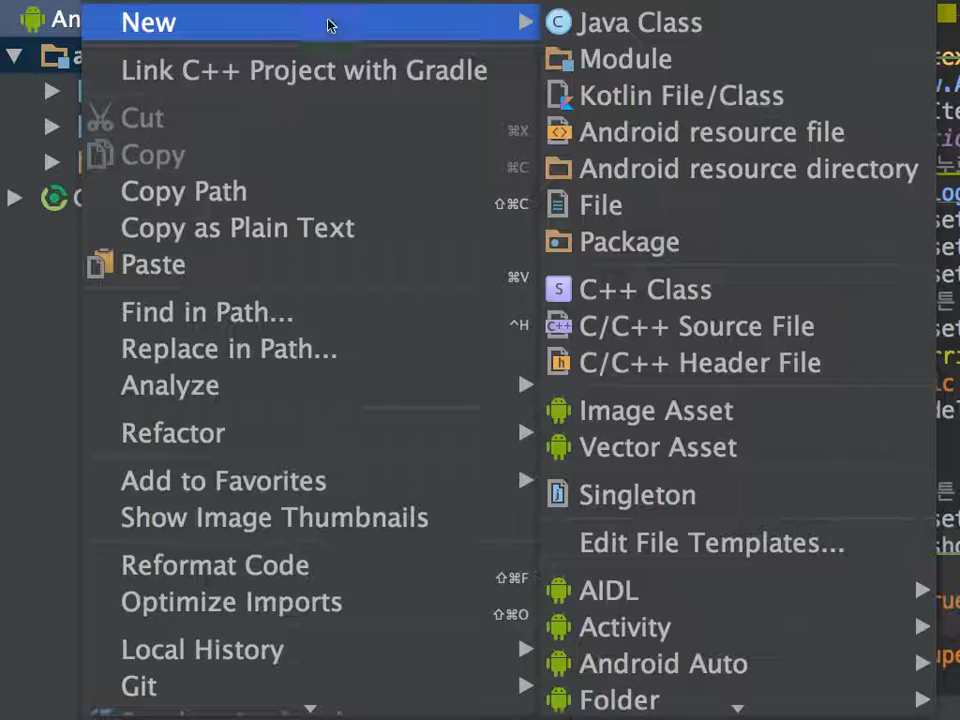 An
New
Link C++ Project with Gradle
Cut ⌘X
Copy ⌘C
Copy Path ⇧⌘C
Copy as Plain Text
Paste ⌘V
Find in Path... ^H
Replace in Path...
Analyze
Refactor
Add to Favorites
Show Image Thumbnails
Reformat Code ⇧⌘F
Optimize Imports ⇧⌘O
Local History
Git
Java Class
Module
Kotlin File/Class
Android resource file
Android resource directory
File
Package
C++ Class
C/C++ Source File
C/C++ Header File
Image Asset
Vector Asset
Singleton
Edit File Templates...
AIDL
Activity
Android Auto
Folder